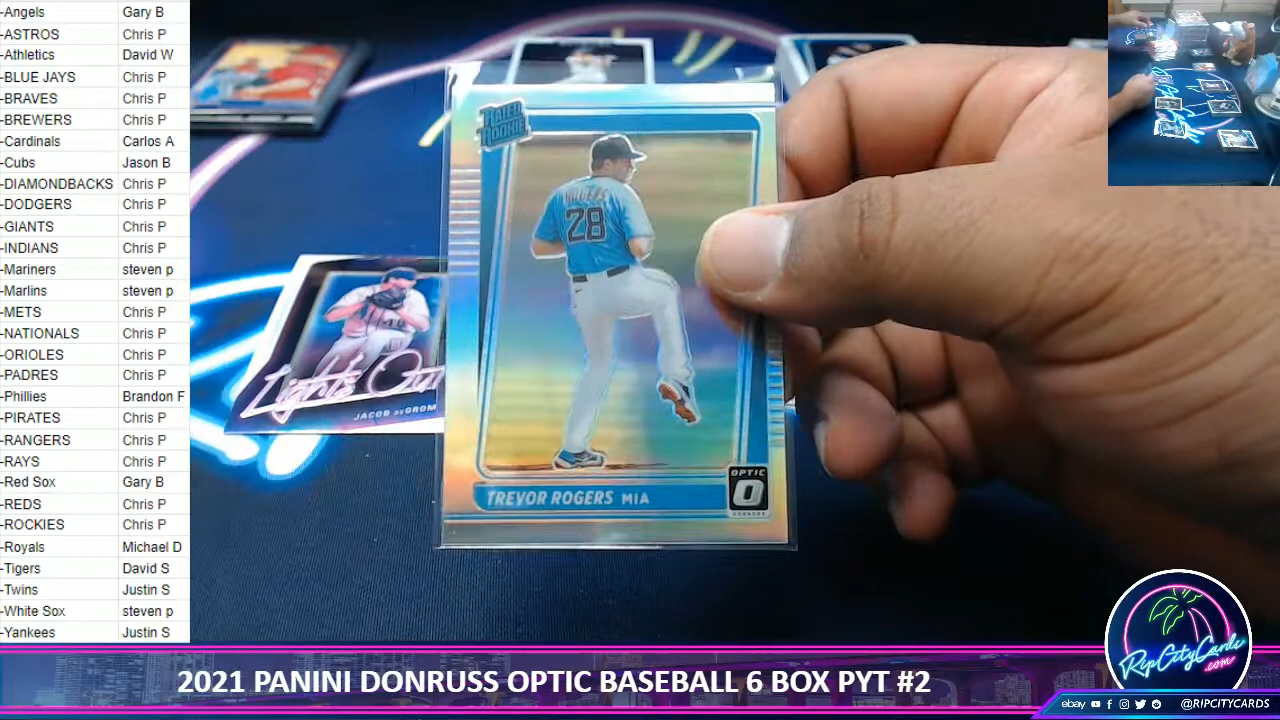 -Angels Gary B
-ASTROS Chris P
-Athletics David W
-BLUE JAYS Chris P
-BRAVES Chris P
-BREWERS Chris P
-Cardinals Carlos A
-Cubs Jason B
-DIAMONDBACKS Chris P
-DODGERS Chris P
-GIANTS Chris P
-INDIANS Chris P
-Mariners steven p
-Marlins steven p
-METS Chris P
-NATIONALS Chris P
-ORIOLES Chris P
-PADRES Chris P
-Phillies Brandon F
-PIRATES Chris P
-RANGERS Chris P
-RAYS Chris P
-Red Sox Gary B
-REDS Chris P
-ROCKIES Chris P
-Royals Michael D
-Tigers David S
-Twins Justin S
-White Sox steven p
-Yankees Justin S
RATED
ROOKIE
ROGERS
28
OPTIC
DONRUSS
TREVOR ROGERS MIA
Lights Out
JACOB DEGROM
RipCityCards
.com
2021 PANINI DONRUSS OPTIC BASEBALL 6 BOX PYT #2
ebay @RIPCITYCARDS